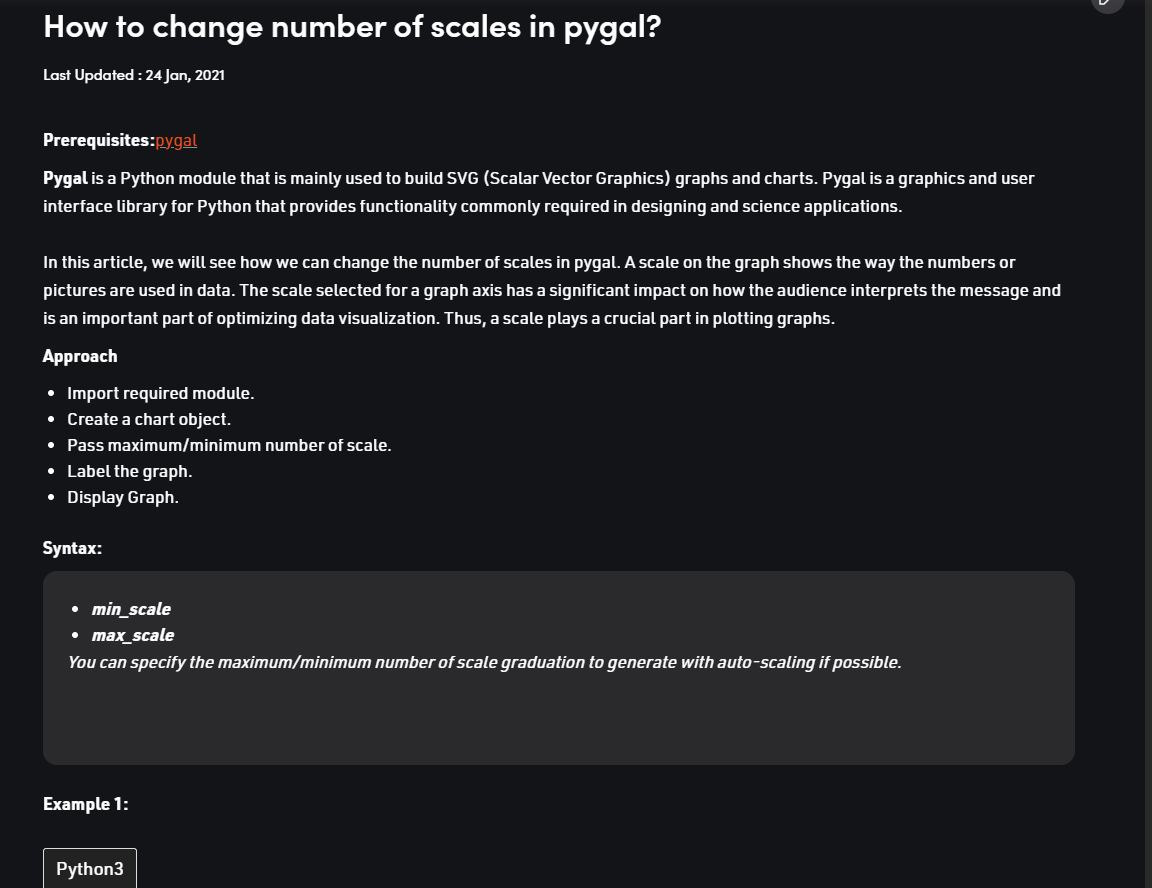 How to change number of scales in pygal?
Last Updated : 24 Jan, 2021
Prerequisites:pygal
Pygal is a Python module that is mainly used to build SVG (Scalar Vector Graphics) graphs and charts. Pygal is a graphics and user
interface library for Python that provides functionality commonly required in designing and science applications.
In this article, we will see how we can change the number of scales in pygal. A scale on the graph shows the way the numbers or
pictures are used in data. The scale selected for a graph axis has a significant impact on how the audience interprets the message and
is an important part of optimizing data visualization. Thus, a scale plays a crucial part in plotting graphs.
Approach
• Import required module.
• Create a chart object.
• Pass maximum/minimum number of scale.
• Label the graph.
• Display Graph.
Syntax:
• min_scale
• max_scale
You can specify the maximum/minimum number of scale graduation to generate with auto-scaling if possible.
Example 1:
Python3